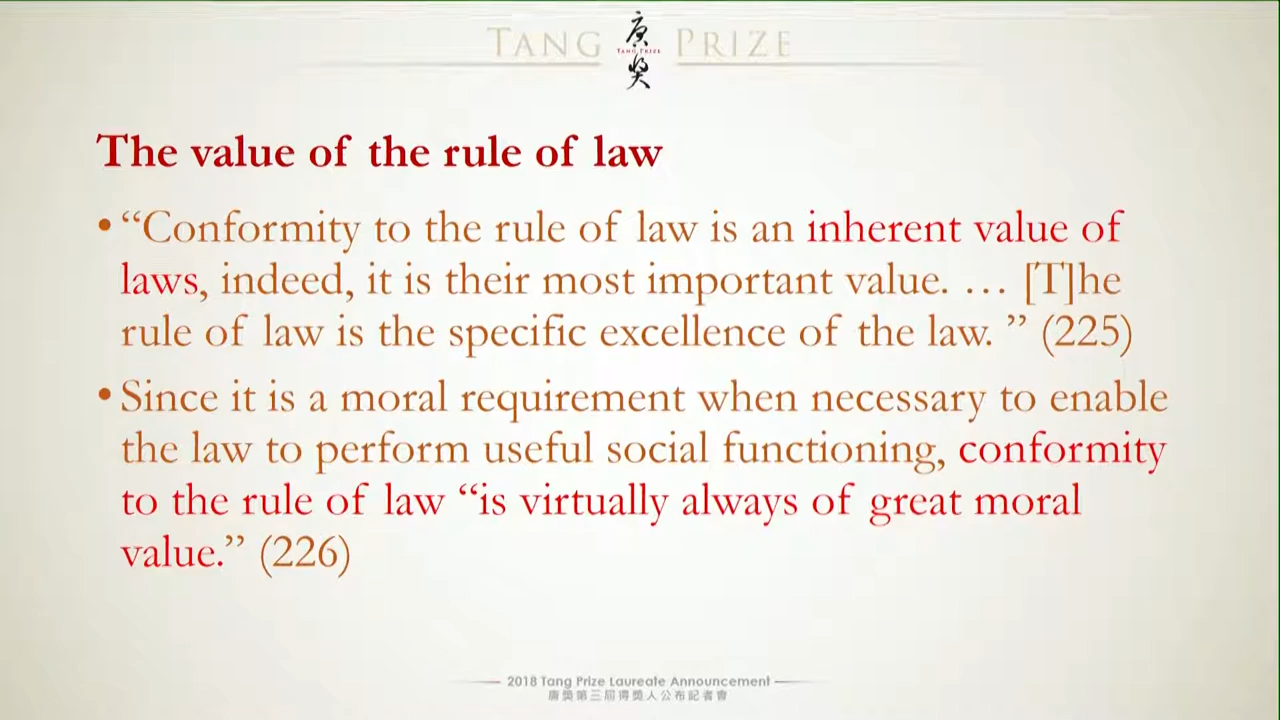 TANG PRIZE
唐獎
TANG PRIZE
The value of the rule of law
• “Conformity to the rule of law is an inherent value of
laws, indeed, it is their most important value. … [T]he
rule of law is the specific excellence of the law. ” (225)
• Since it is a moral requirement when necessary to enable
the law to perform useful social functioning, conformity
to the rule of law “is virtually always of great moral
value.” (226)
2018 Tang Prize Laureate Announcement
唐獎第三屆得獎人公布記者會